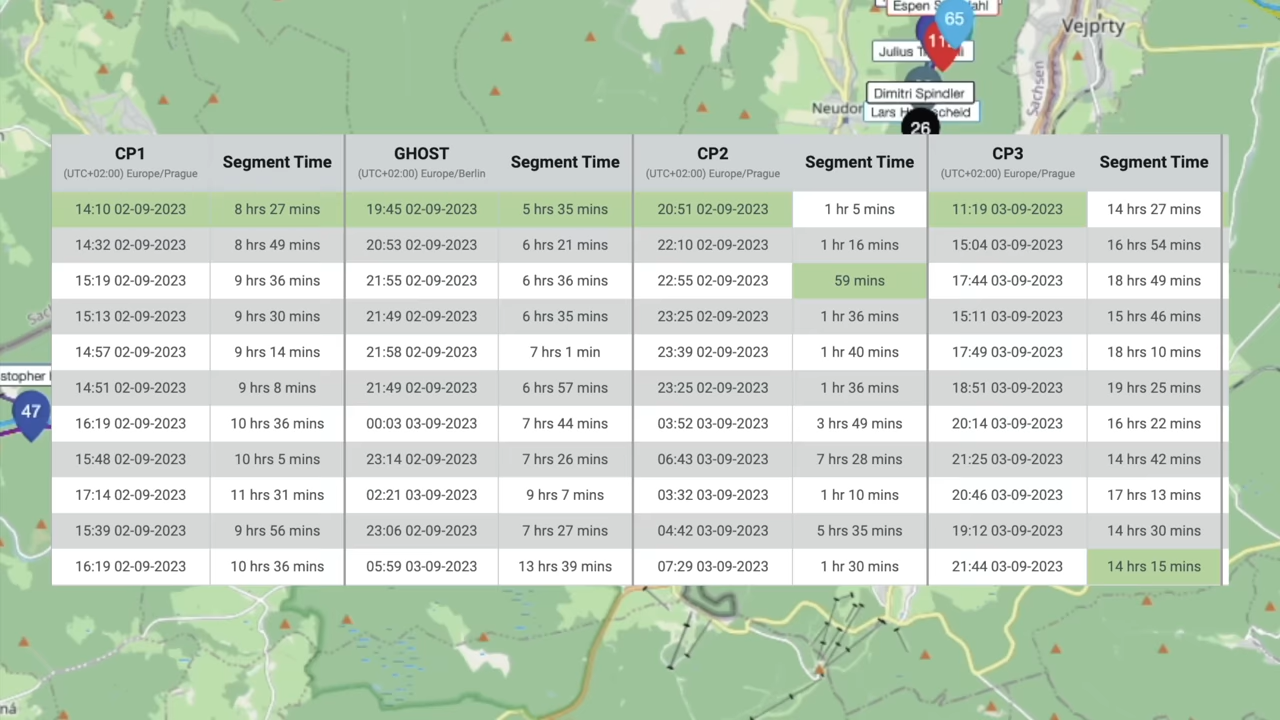 Vejprty
65
11
Julius
Dimitri Spindler
Lars
26
Sachsen
47
CP1 Segment Time GHOST Segment Time CP2 Segment Time CP3 Segment Time
(UTC+02:00) Europe/Prague (UTC+02:00) Europe/Berlin (UTC+02:00) Europe/Prague (UTC+02:00) Europe/Prague
14:10 02-09-2023 8 hrs 27 mins 19:45 02-09-2023 5 hrs 35 mins 20:51 02-09-2023 1 hr 5 mins 11:19 03-09-2023 14 hrs 27 mins
14:32 02-09-2023 8 hrs 49 mins 20:53 02-09-2023 6 hrs 21 mins 22:10 02-09-2023 1 hr 16 mins 15:04 03-09-2023 16 hrs 54 mins
15:19 02-09-2023 9 hrs 36 mins 21:55 02-09-2023 6 hrs 36 mins 22:55 02-09-2023 59 mins 17:44 03-09-2023 18 hrs 49 mins
15:13 02-09-2023 9 hrs 30 mins 21:49 02-09-2023 6 hrs 35 mins 23:25 02-09-2023 1 hr 36 mins 15:11 03-09-2023 15 hrs 46 mins
14:57 02-09-2023 9 hrs 14 mins 21:58 02-09-2023 7 hrs 1 min 23:39 02-09-2023 1 hr 40 mins 17:49 03-09-2023 18 hrs 10 mins
14:51 02-09-2023 9 hrs 8 mins 21:49 02-09-2023 6 hrs 57 mins 23:25 02-09-2023 1 hr 36 mins 18:51 03-09-2023 19 hrs 25 mins
16:19 02-09-2023 10 hrs 36 mins 00:03 03-09-2023 7 hrs 44 mins 03:52 03-09-2023 3 hrs 49 mins 20:14 03-09-2023 16 hrs 22 mins
15:48 02-09-2023 10 hrs 5 mins 23:14 02-09-2023 7 hrs 26 mins 06:43 03-09-2023 7 hrs 28 mins 21:25 03-09-2023 14 hrs 42 mins
17:14 02-09-2023 11 hrs 31 mins 02:21 03-09-2023 9 hrs 7 mins 03:32 03-09-2023 1 hr 10 mins 20:46 03-09-2023 17 hrs 13 mins
15:39 02-09-2023 9 hrs 56 mins 23:06 02-09-2023 7 hrs 27 mins 04:42 03-09-2023 5 hrs 35 mins 19:12 03-09-2023 14 hrs 30 mins
16:19 02-09-2023 10 hrs 36 mins 05:59 03-09-2023 13 hrs 39 mins 07:29 03-09-2023 1 hr 30 mins 21:44 03-09-2023 14 hrs 15 mins